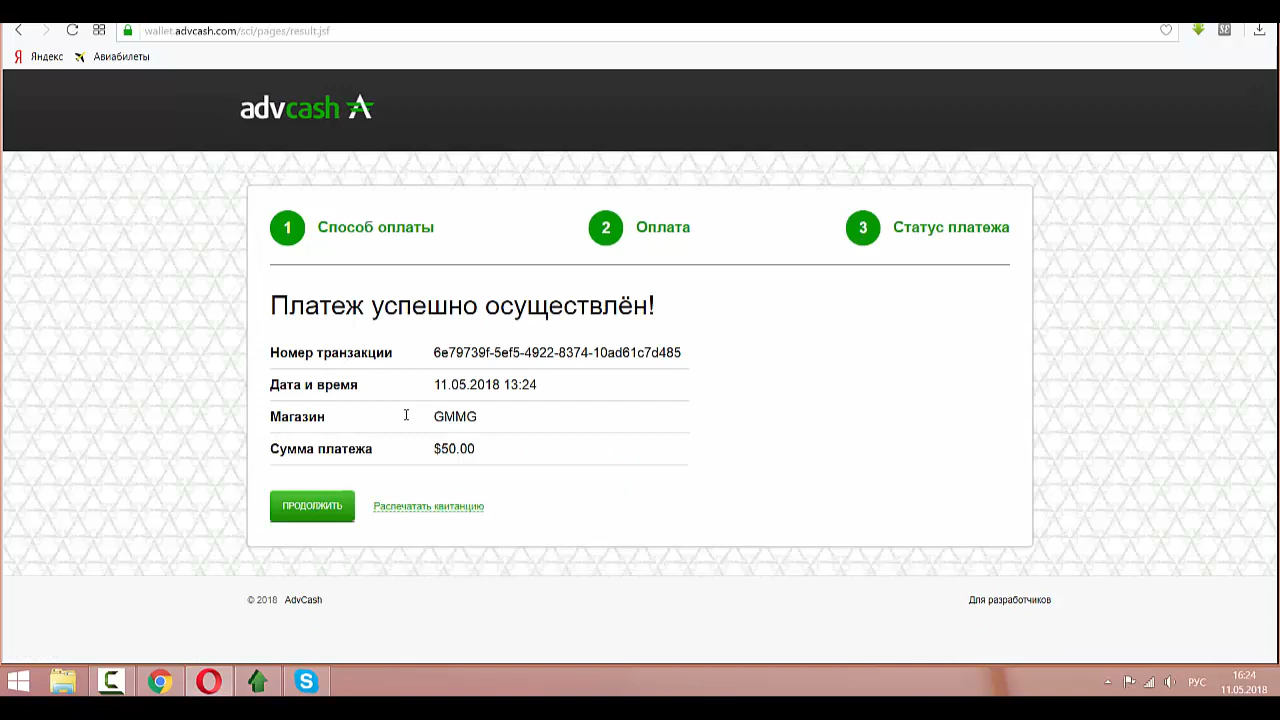 wallet.advcash.com/sci/pages/result.jsf
Я Яндекс Авиабилеты
advcash
1 Способ оплаты 2 Оплата 3 Статус платежа
Платеж успешно осуществлён!
Номер транзакции 6e79739f-5ef5-4922-8374-10ad61c7d485
Дата и время 11.05.2018 13:24
Магазин GMMG
Сумма платежа $50.00
ПРОДОЛЖИТЬ Распечатать квитанцию
© 2018 AdvCash Для разработчиков
РУС 16:24
11.05.2018